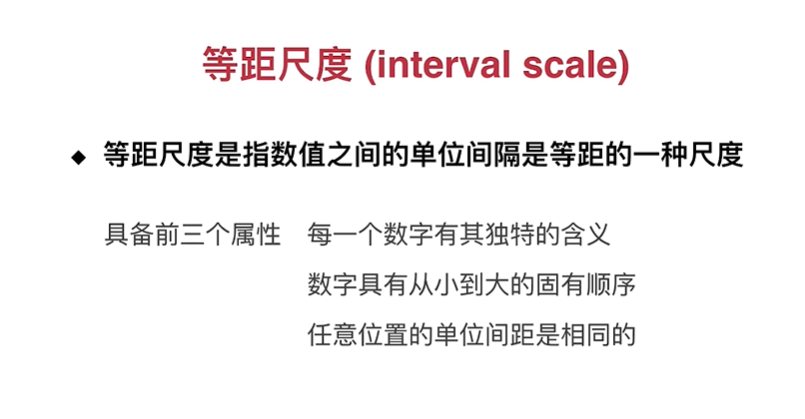 等距尺度 (interval scale)
◆ 等距尺度是指数值之间的单位间隔是等距的一种尺度
具备前三个属性 每一个数字有其独特的含义
数字具有从小到大的固有顺序
任意位置的单位间距是相同的